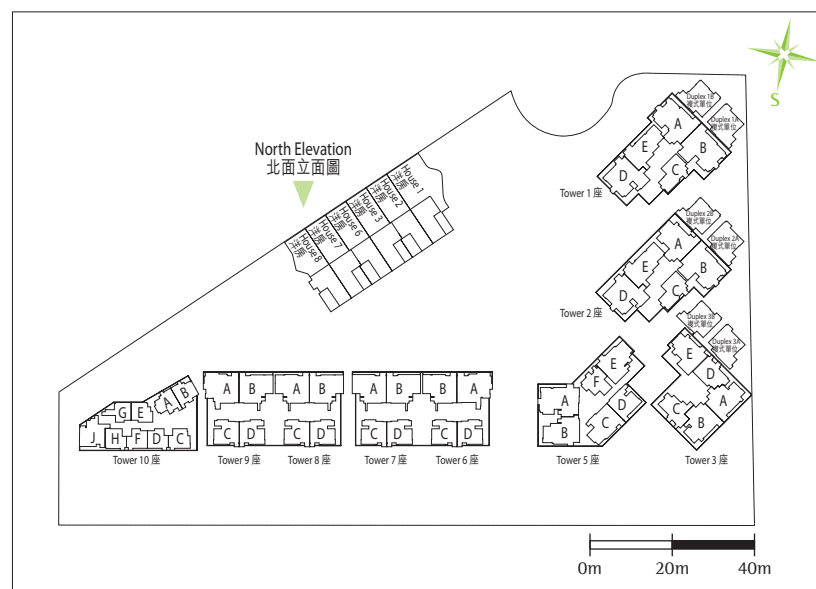 S
North Elevation
北面立面圖
House 1
洋房
House 2
洋房
House 3
洋房
House 6
洋房
House 7
洋房
House 8
洋房
Duplex 1B
複式單位
Duplex 1A
複式單位
A
B
E
C
D
Tower 1 座
Duplex 2B
複式單位
Duplex 2A
複式單位
A
B
E
C
D
Tower 2 座
Duplex 3B
複式單位
Duplex 3A
複式單位
E
D
A
C
B
Tower 3 座
E
F
A
D
C
B
Tower 5 座
A
B
A
B
C
D
C
D
Tower 9 座
Tower 8 座
A
B
B
A
C
D
C
D
Tower 7 座
Tower 6 座
B
A
G
E
J
H
F
D
C
Tower 10 座
0m
20m
40m